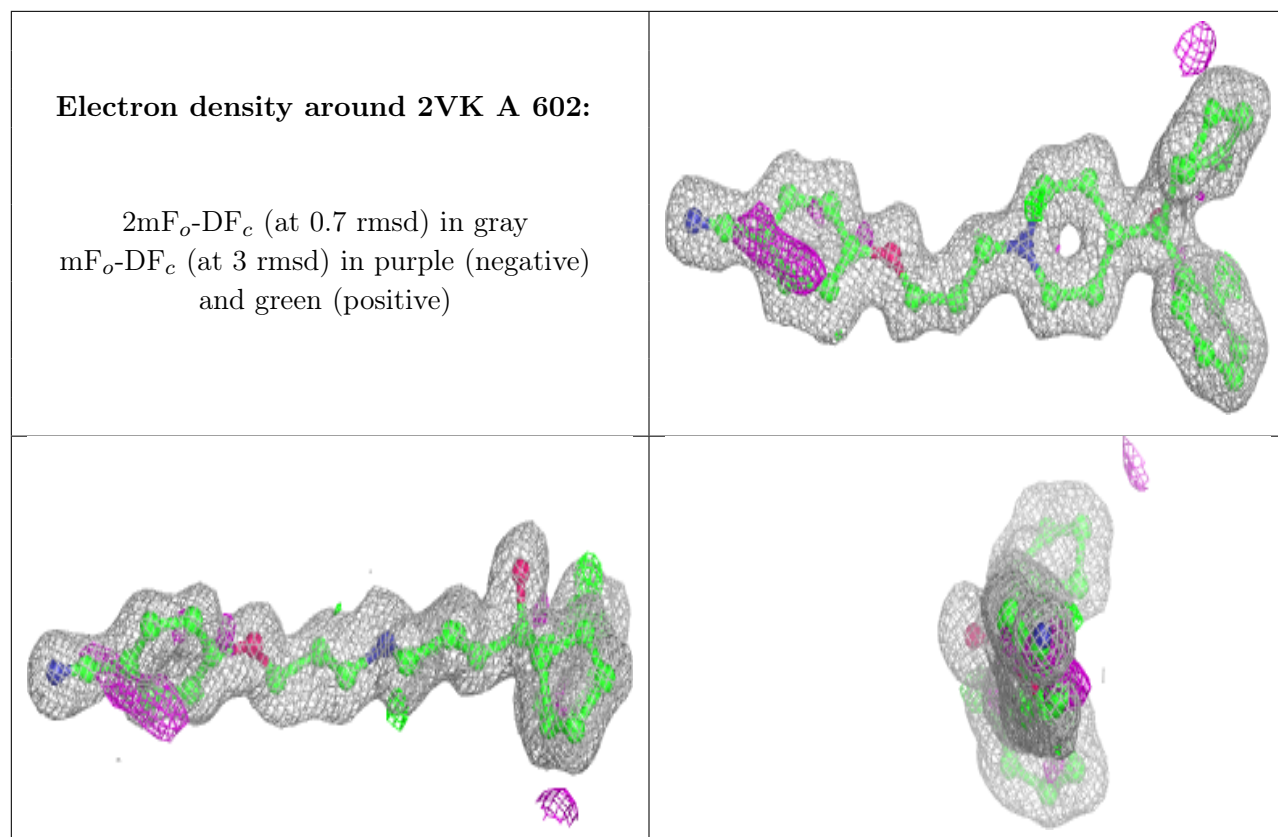 Electron density around 2VK A 602:
2mFo-DFc (at 0.7 rmsd) in gray
mFo-DFc (at 3 rmsd) in purple (negative)
and green (positive)